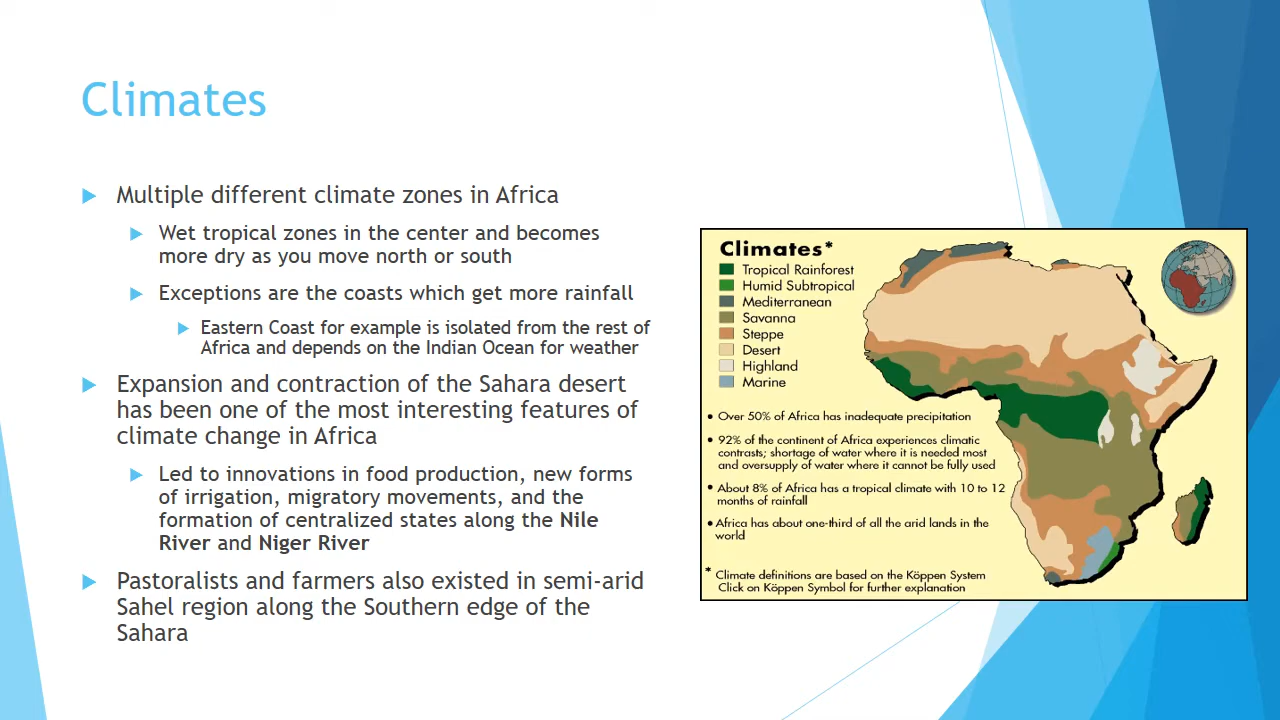 Climates
Multiple different climate zones in Africa
Wet tropical zones in the center and becomes
more dry as you move north or south
Exceptions are the coasts which get more rainfall
Eastern Coast for example is isolated from the rest of
Africa and depends on the Indian Ocean for weather
Expansion and contraction of the Sahara desert
has been one of the most interesting features of
climate change in Africa
Led to innovations in food production, new forms
of irrigation, migratory movements, and the
formation of centralized states along the Nile
River and Niger River
Pastoralists and farmers also existed in semi-arid
Sahel region along the Southern edge of the
Sahara
Climates*
Tropical Rainforest
Humid Subtropical
Mediterranean
Savanna
Steppe
Desert
Highland
Marine
• Over 50% of Africa has inadequate precipitation
• 92% of the continent of Africa experiences climatic
contrasts; shortage of water where it is needed most
and oversupply of water where it cannot be fully used
• About 8% of Africa has a tropical climate with 10 to 12
months of rainfall
• Africa has about one-third of all the arid lands in the
world
* Climate definitions are based on the Köppen System
Click on Köppen Symbol for further explanation